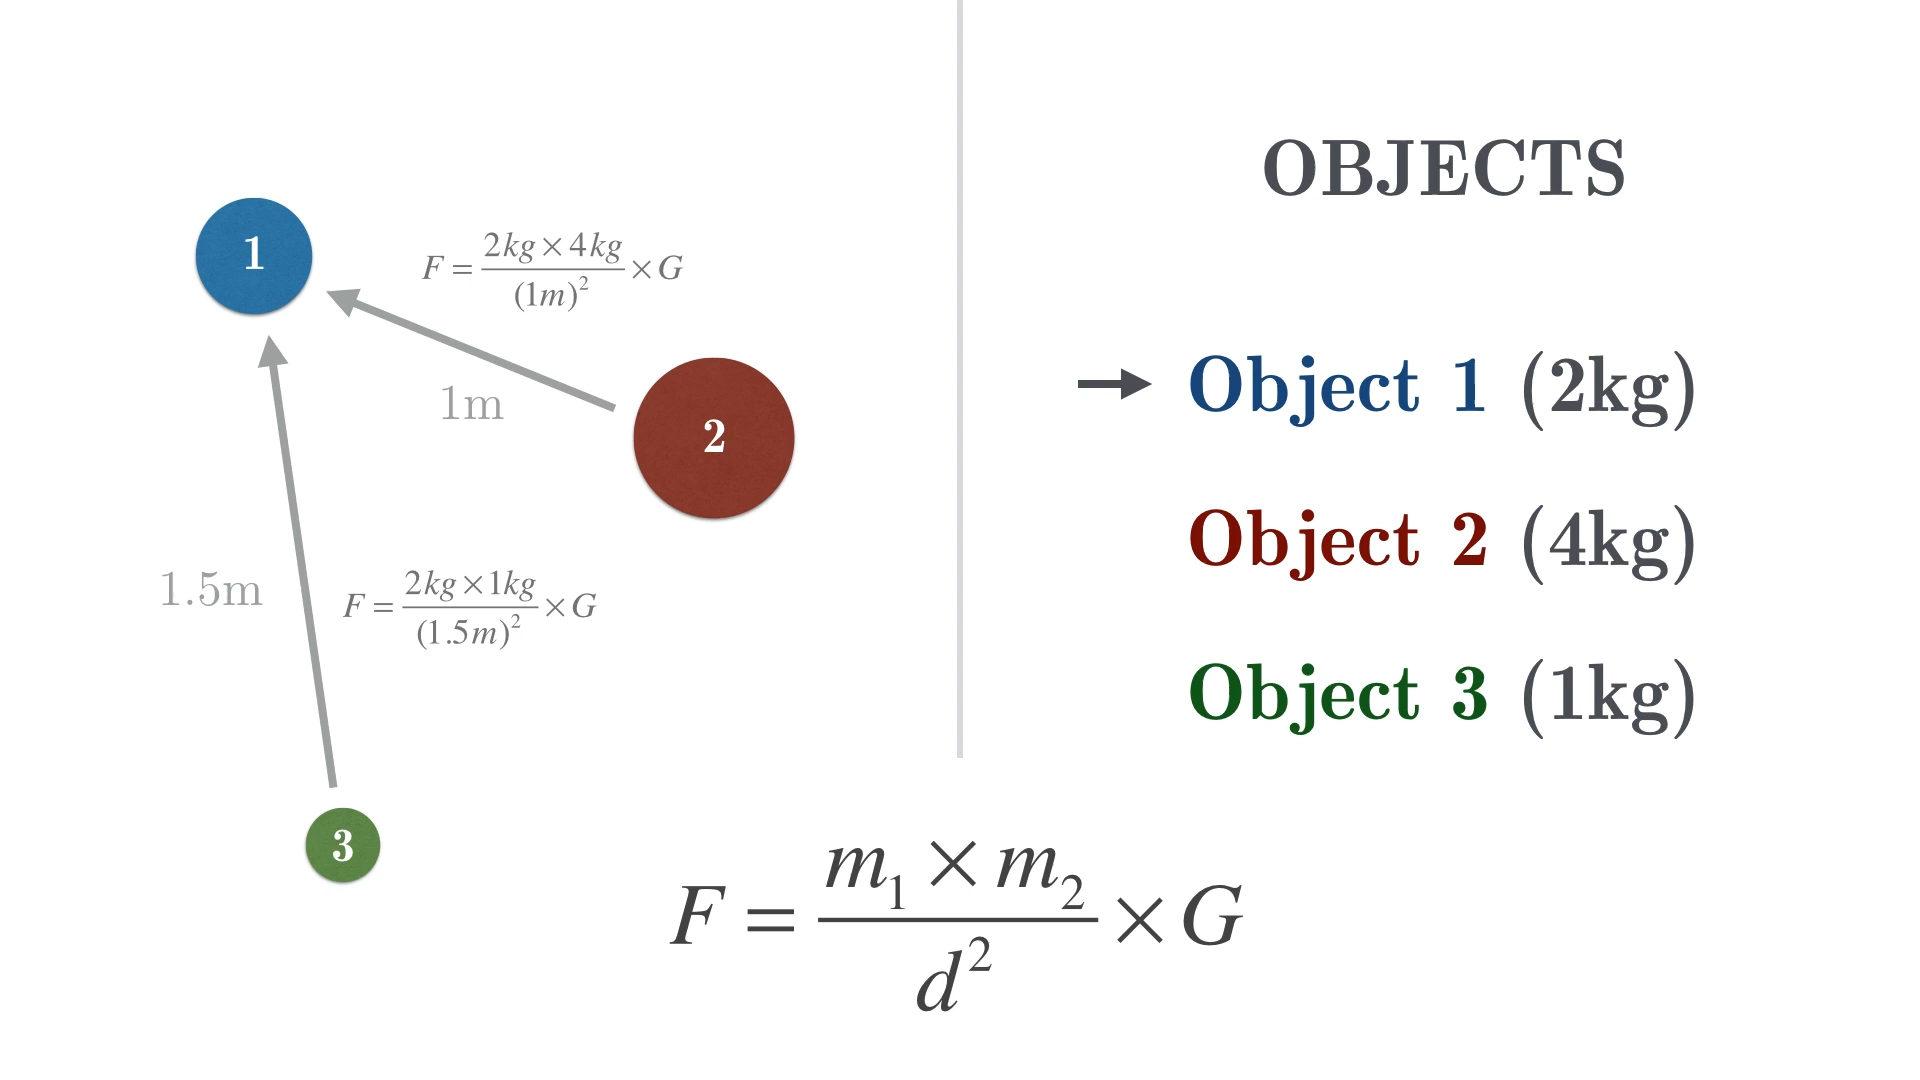 OBJECTS
1
F = 2kg × 4kg / (1m)² × G
1m
2
1.5m
F = 2kg × 1kg / (1.5m)² × G
3
Object 1 (2kg)
Object 2 (4kg)
Object 3 (1kg)
F = m₁ × m₂ / d² × G